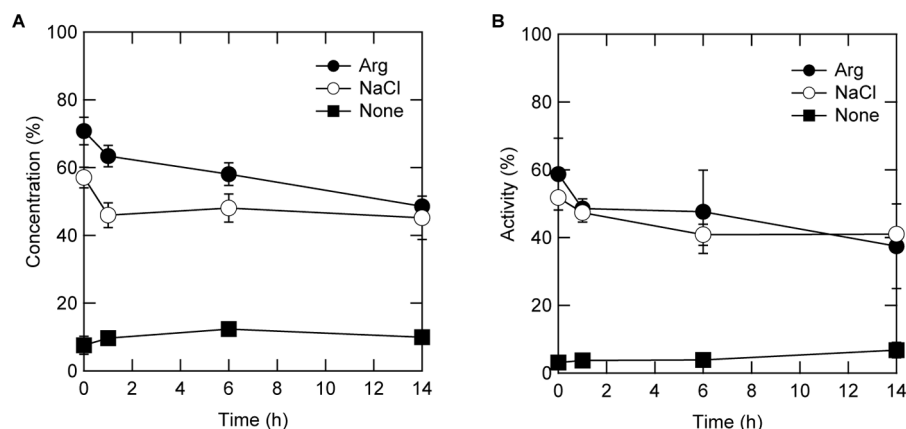 A
Concentration (%)
100
80
60
40
20
0
0 2 4 6 8 10 12 14
Time (h)
Arg
NaCl
None
B
Activity (%)
100
80
60
40
20
0
0 2 4 6 8 10 12 14
Time (h)
Arg
NaCl
None